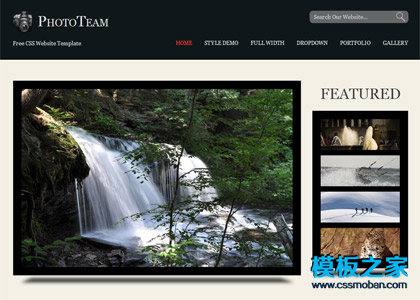 PHOTOTEAM
Search Our Website...
Free CSS Website Template
HOME STYLE DEMO FULL WIDTH DROPDOWN PORTFOLIO GALLERY
FEATURED
模板之家
www.cssmoban.com